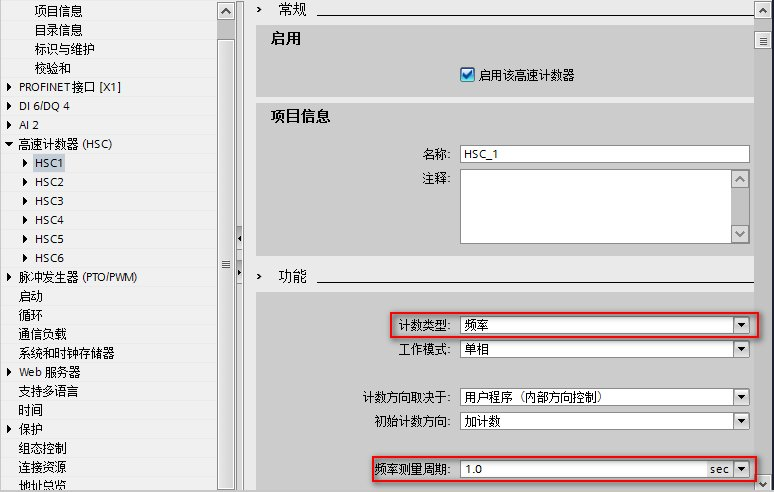 项目信息
目录信息
标识与维护
校验和
PROFINET接口 [X1]
DI 6/DQ 4
AI 2
高速计数器 (HSC)
HSC1
HSC2
HSC3
HSC4
HSC5
HSC6
脉冲发生器 (PTO/PWM)
启动
循环
通信负载
系统和时钟存储器
Web 服务器
支持多语言
时间
保护
组态控制
连接资源
地址总览
常规
启用
启用该高速计数器
项目信息
名称: HSC_1
注释:
功能
计数类型: 频率
工作模式: 单相
计数方向取决于: 用户程序（内部方向控制）
初始计数方向: 加计数
频率测量周期: 1.0 sec